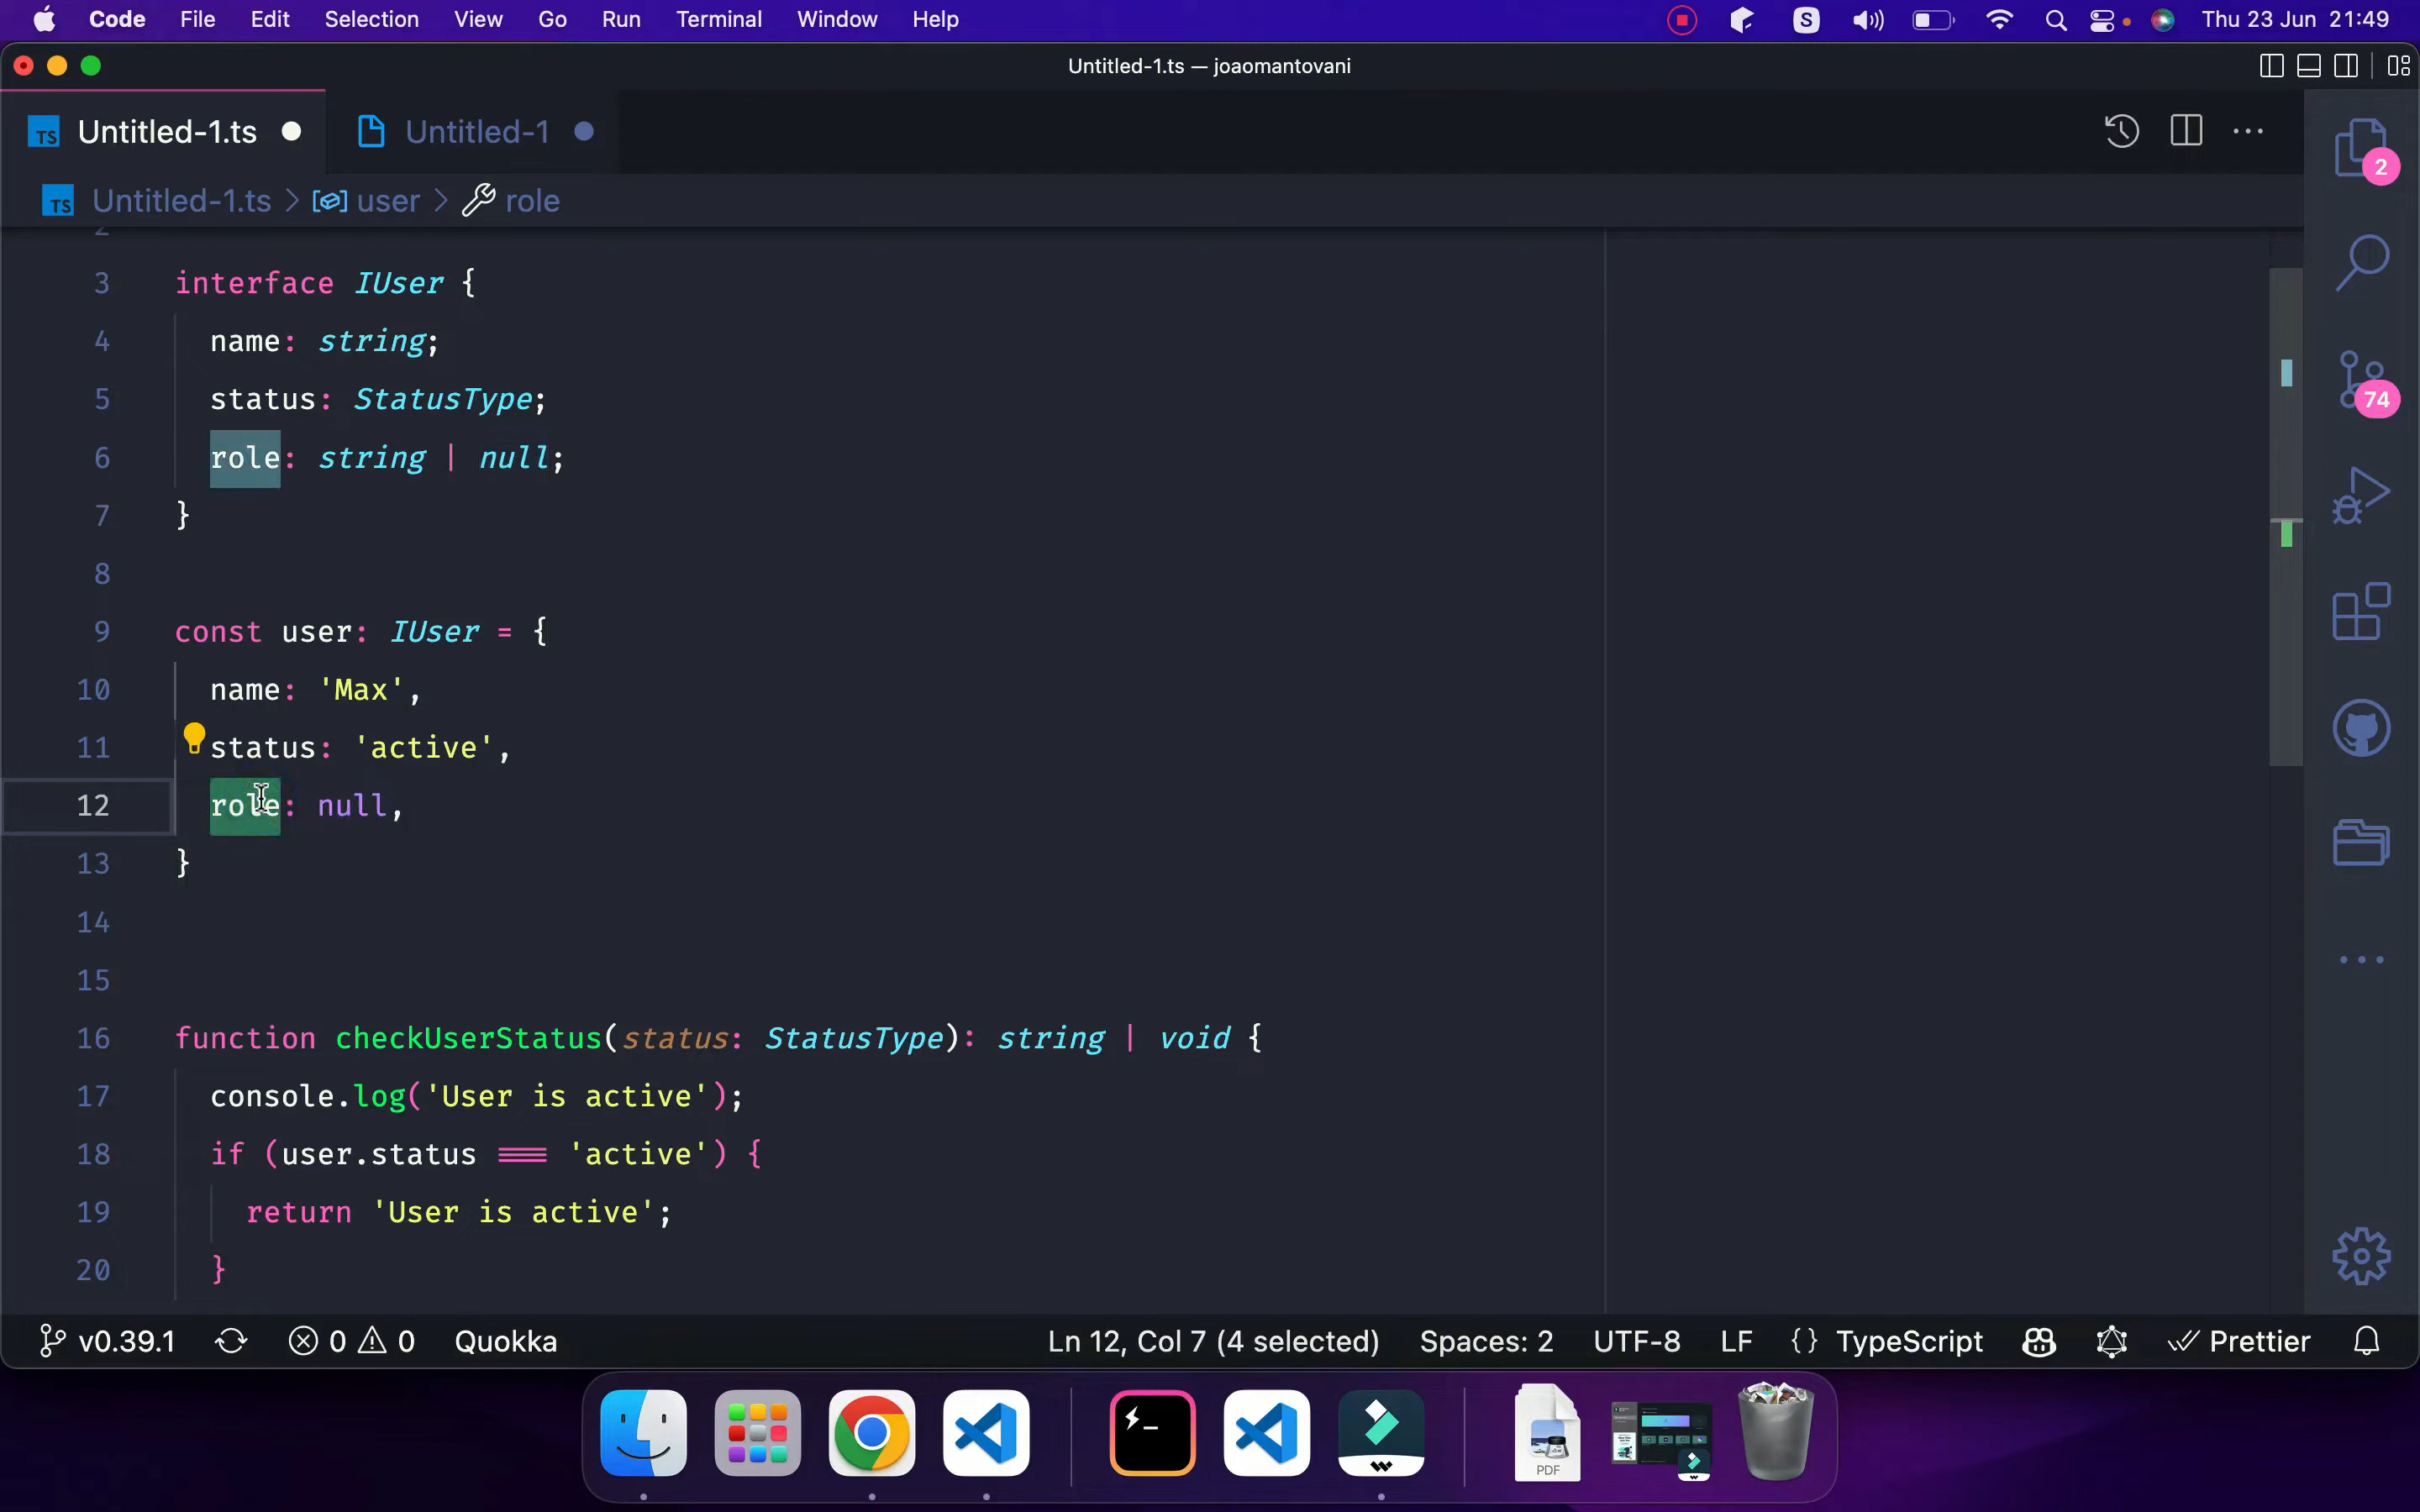 Code File Edit Selection View Go Run Terminal Window Help S Thu 23 Jun 21:49
Untitled-1.ts — joaomantovani
TS Untitled-1.ts Untitled-1
2
TS Untitled-1.ts > user > role
2
3 interface IUser {
4 name: string;
5 status: StatusType;
74
6 role: string | null;
7 }
8
9 const user: IUser = {
10 name: 'Max',
11 status: 'active',
12 role: null,
13 }
14
15
16 function checkUserStatus(status: StatusType): string | void {
17 console.log('User is active');
18 if (user.status === 'active') {
19 return 'User is active';
20 }
v0.39.1 0 0 Quokka Ln 12, Col 7 (4 selected) Spaces: 2 UTF-8 LF {} TypeScript Prettier
PDF